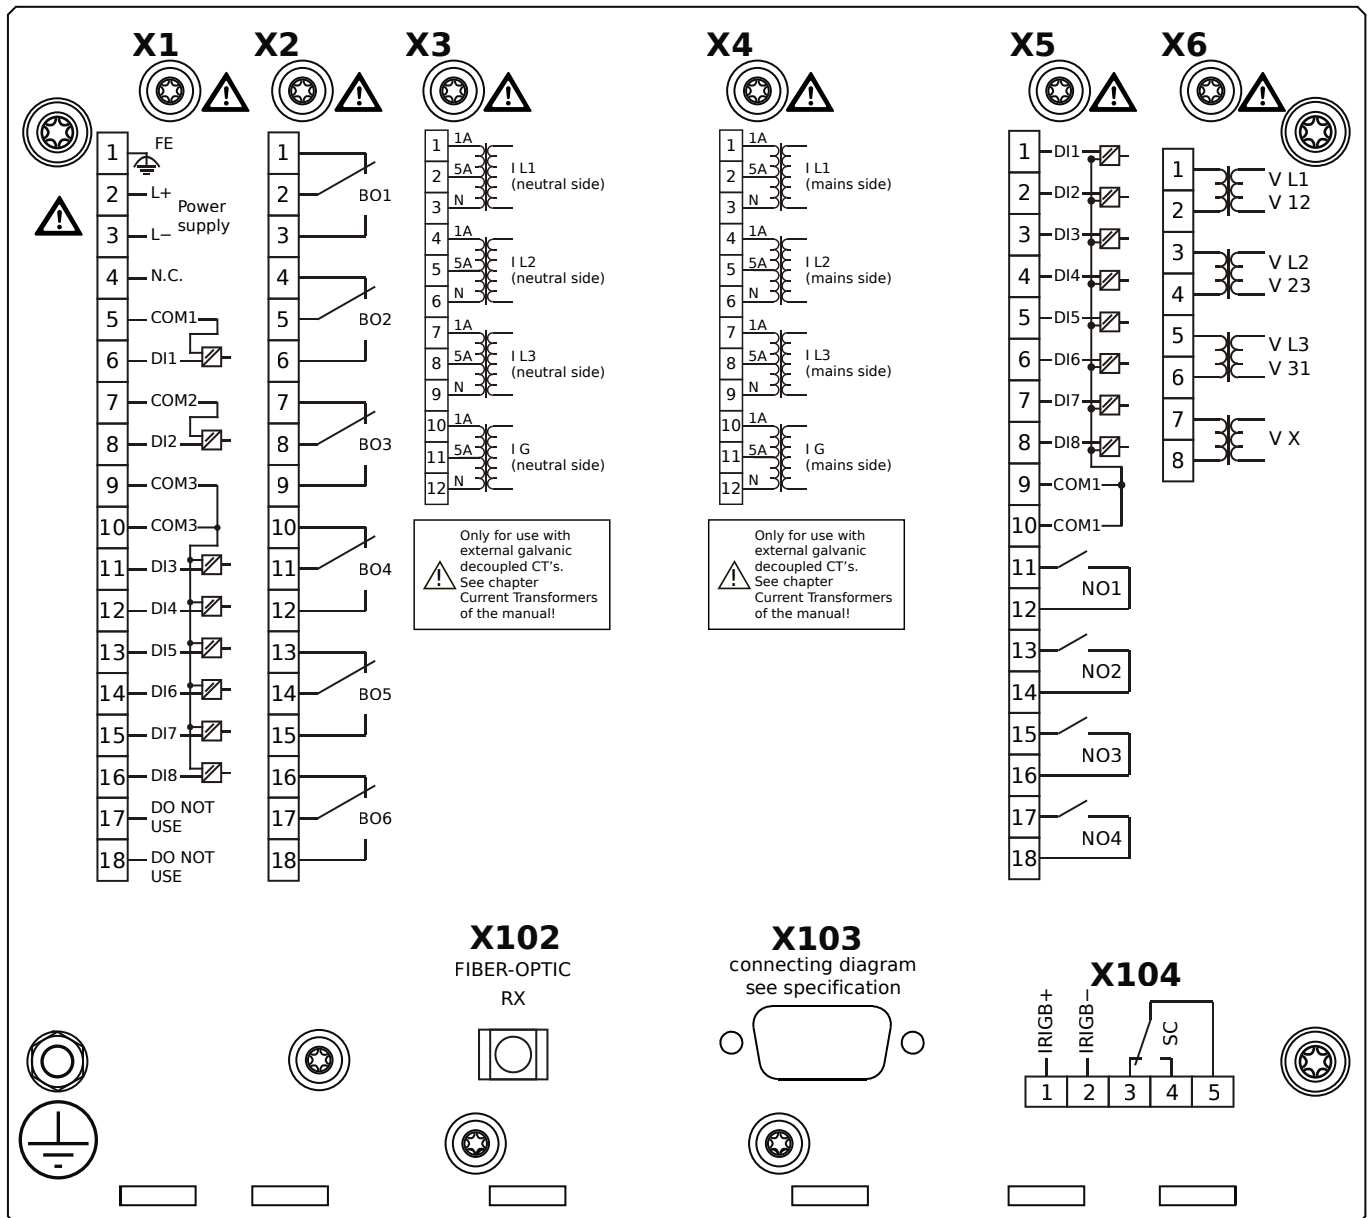 X1 X2 X3 X4 X5 X6
1 FE
2 L+
Power
supply
3 L−
4 N.C.
5 COM1
6 DI1
7 COM2
8 DI2
9 COM3
10 COM3
11 DI3
12 DI4
13 DI5
14 DI6
15 DI7
16 DI8
17 DO NOT
USE
18 DO NOT
USE
1
2 BO1
3
4
5 BO2
6
7
8 BO3
9
10
11 BO4
12
13
14 BO5
15
16
17 BO6
18
1 1A
2 5A
3 N
I L1
(neutral side)
4 1A
5 5A
6 N
I L2
(neutral side)
7 1A
8 5A
9 N
I L3
(neutral side)
10 1A
11 5A
12 N
I G
(neutral side)
Only for use with
external galvanic
decoupled CT's.
See chapter
Current Transformers
of the manual!
1 1A
2 5A
3 N
I L1
(mains side)
4 1A
5 5A
6 N
I L2
(mains side)
7 1A
8 5A
9 N
I L3
(mains side)
10 1A
11 5A
12 N
I G
(mains side)
Only for use with
external galvanic
decoupled CT's.
See chapter
Current Transformers
of the manual!
1 DI1
2 DI2
3 DI3
4 DI4
5 DI5
6 DI6
7 DI7
8 DI8
9 COM1
10 COM1
11
NO1
12
13
NO2
14
15
NO3
16
17
NO4
18
1
2
V L1
V 12
3
4
V L2
V 23
5
6
V L3
V 31
7
8
V X
X102
FIBER-OPTIC
RX
X103
connecting diagram
see specification
X104
IRIGB+
IRIGB−
SC
1 2 3 4 5